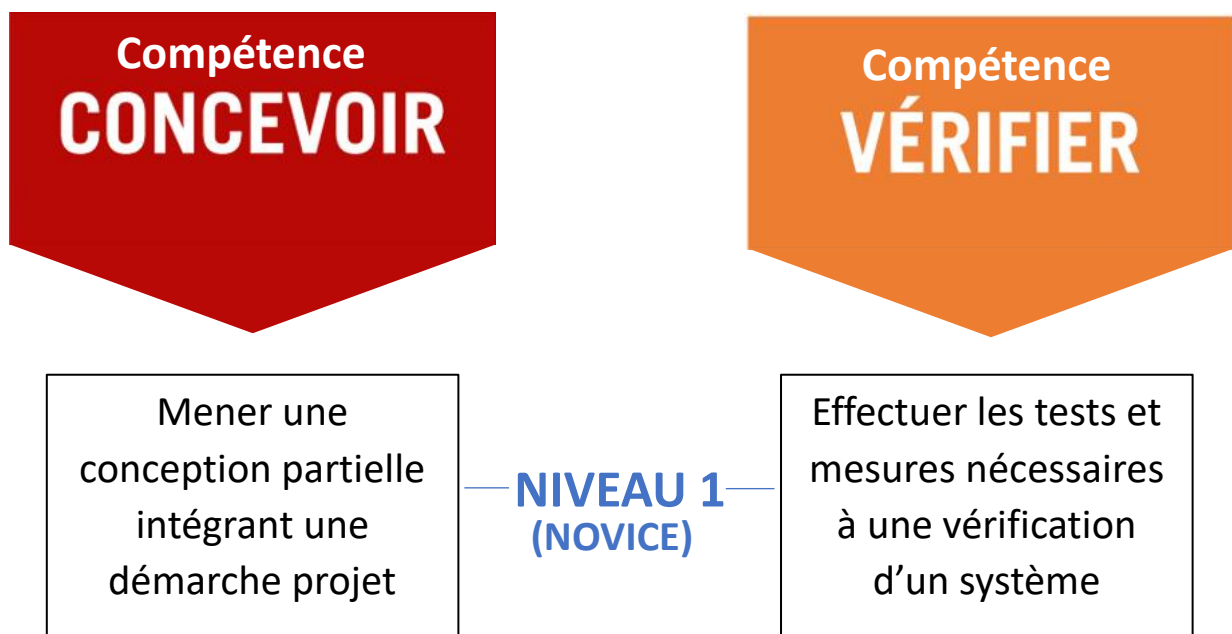 Compétence
CONCEVOIR
Compétence
VÉRIFIER
Mener une
conception partielle
intégrant une
démarche projet
NIVEAU 1
(NOVICE)
Effectuer les tests et
mesures nécessaires
à une vérification
d’un système